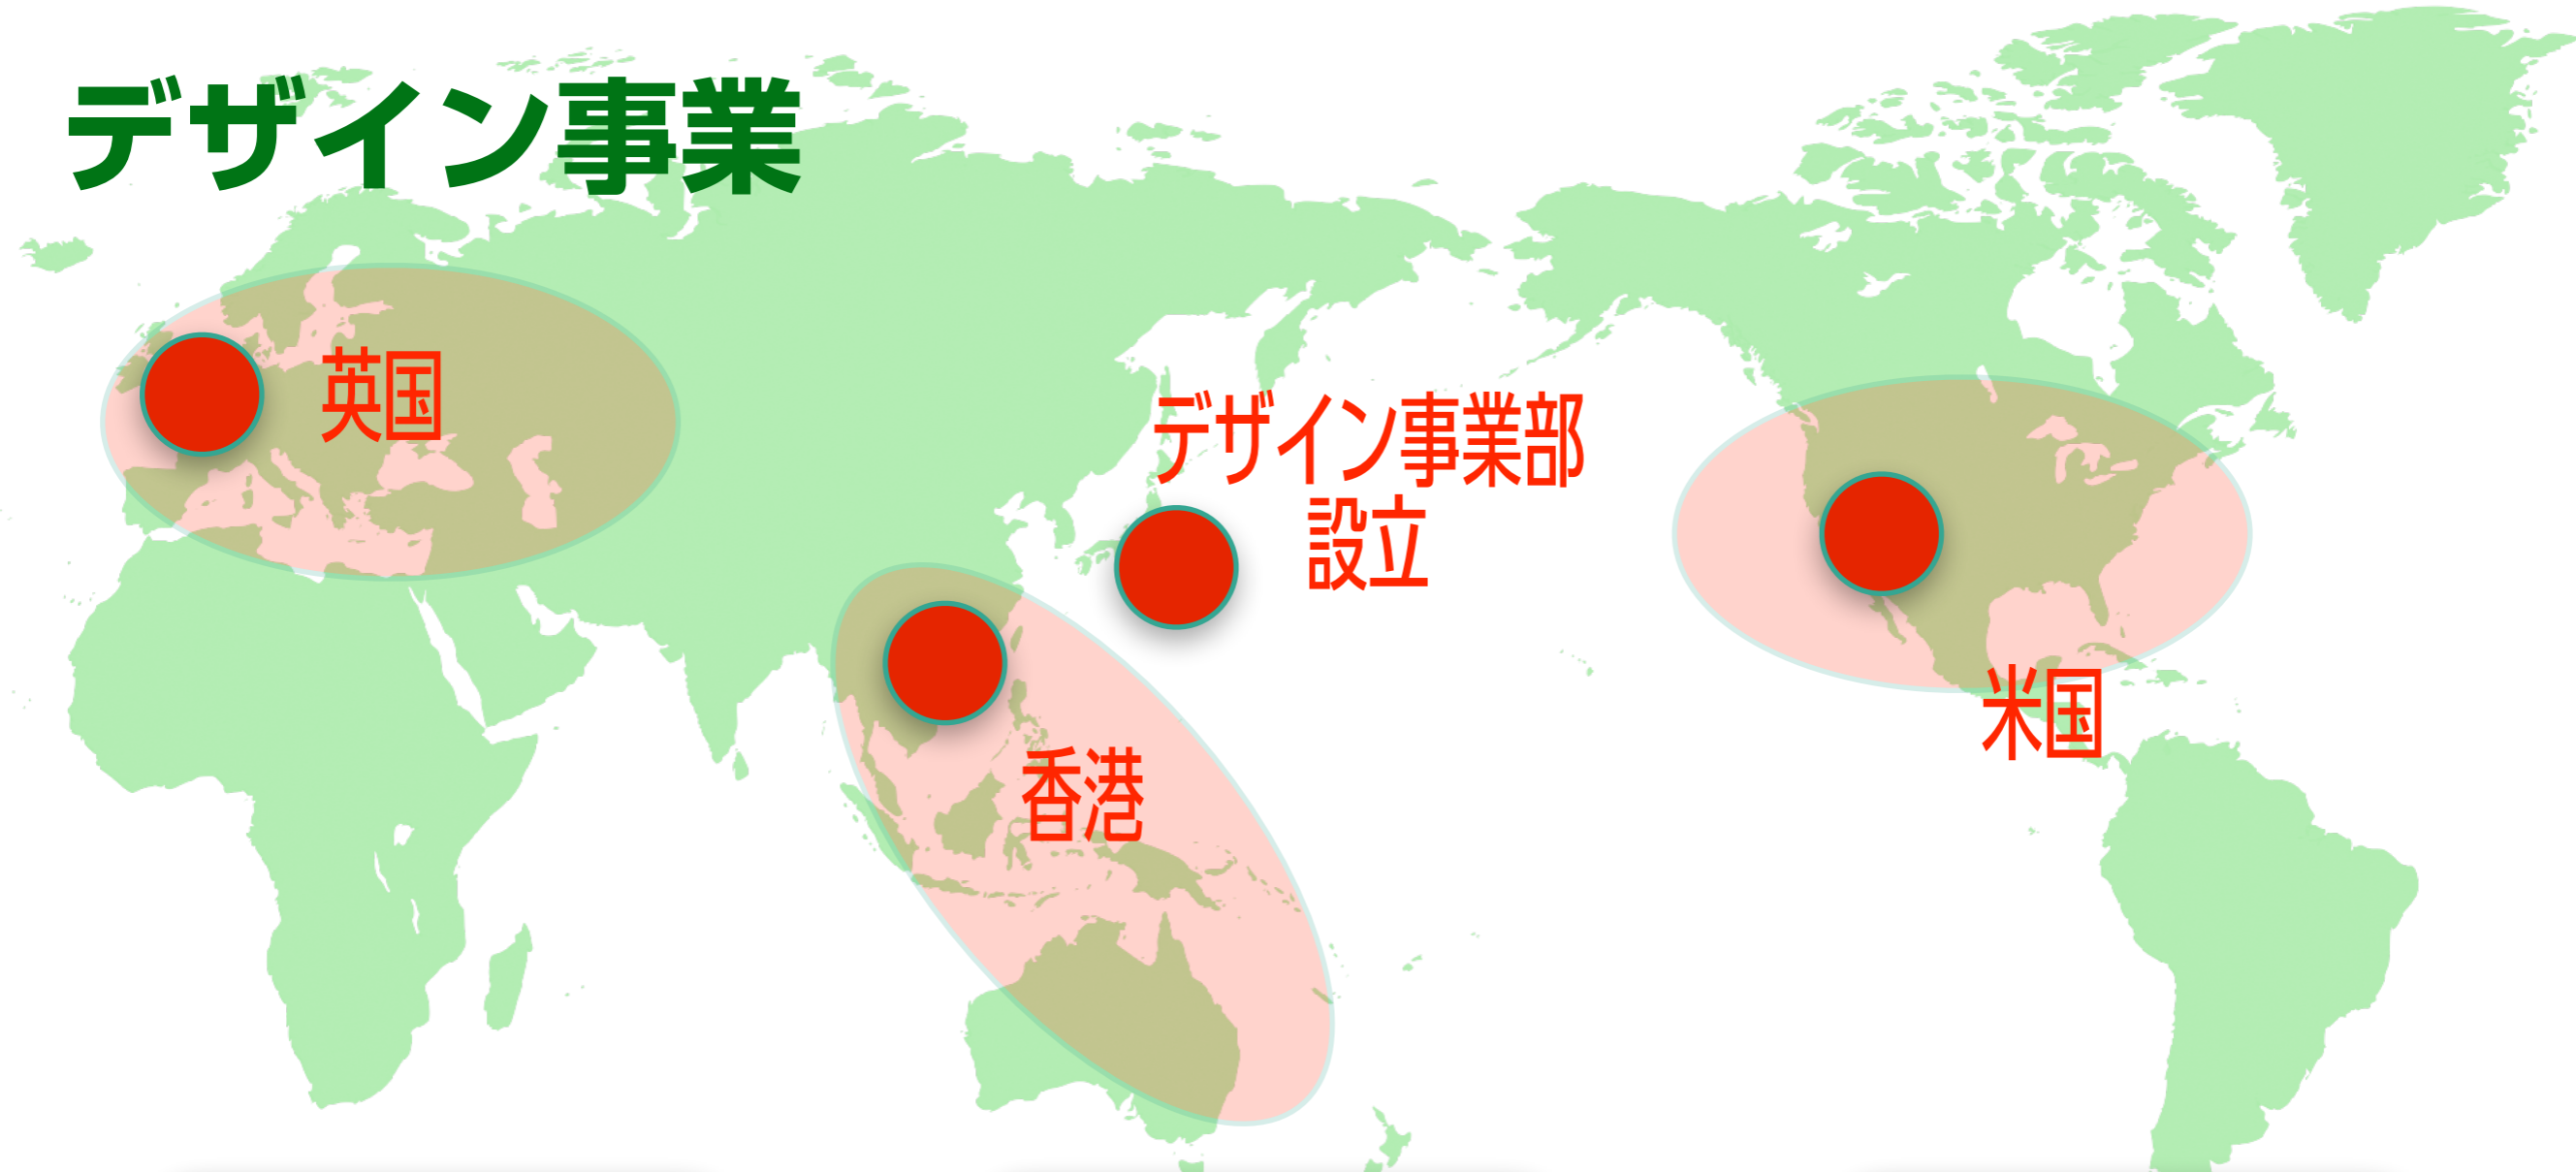 デザイン事業
英国
デザイン事業部
設立
米国
香港